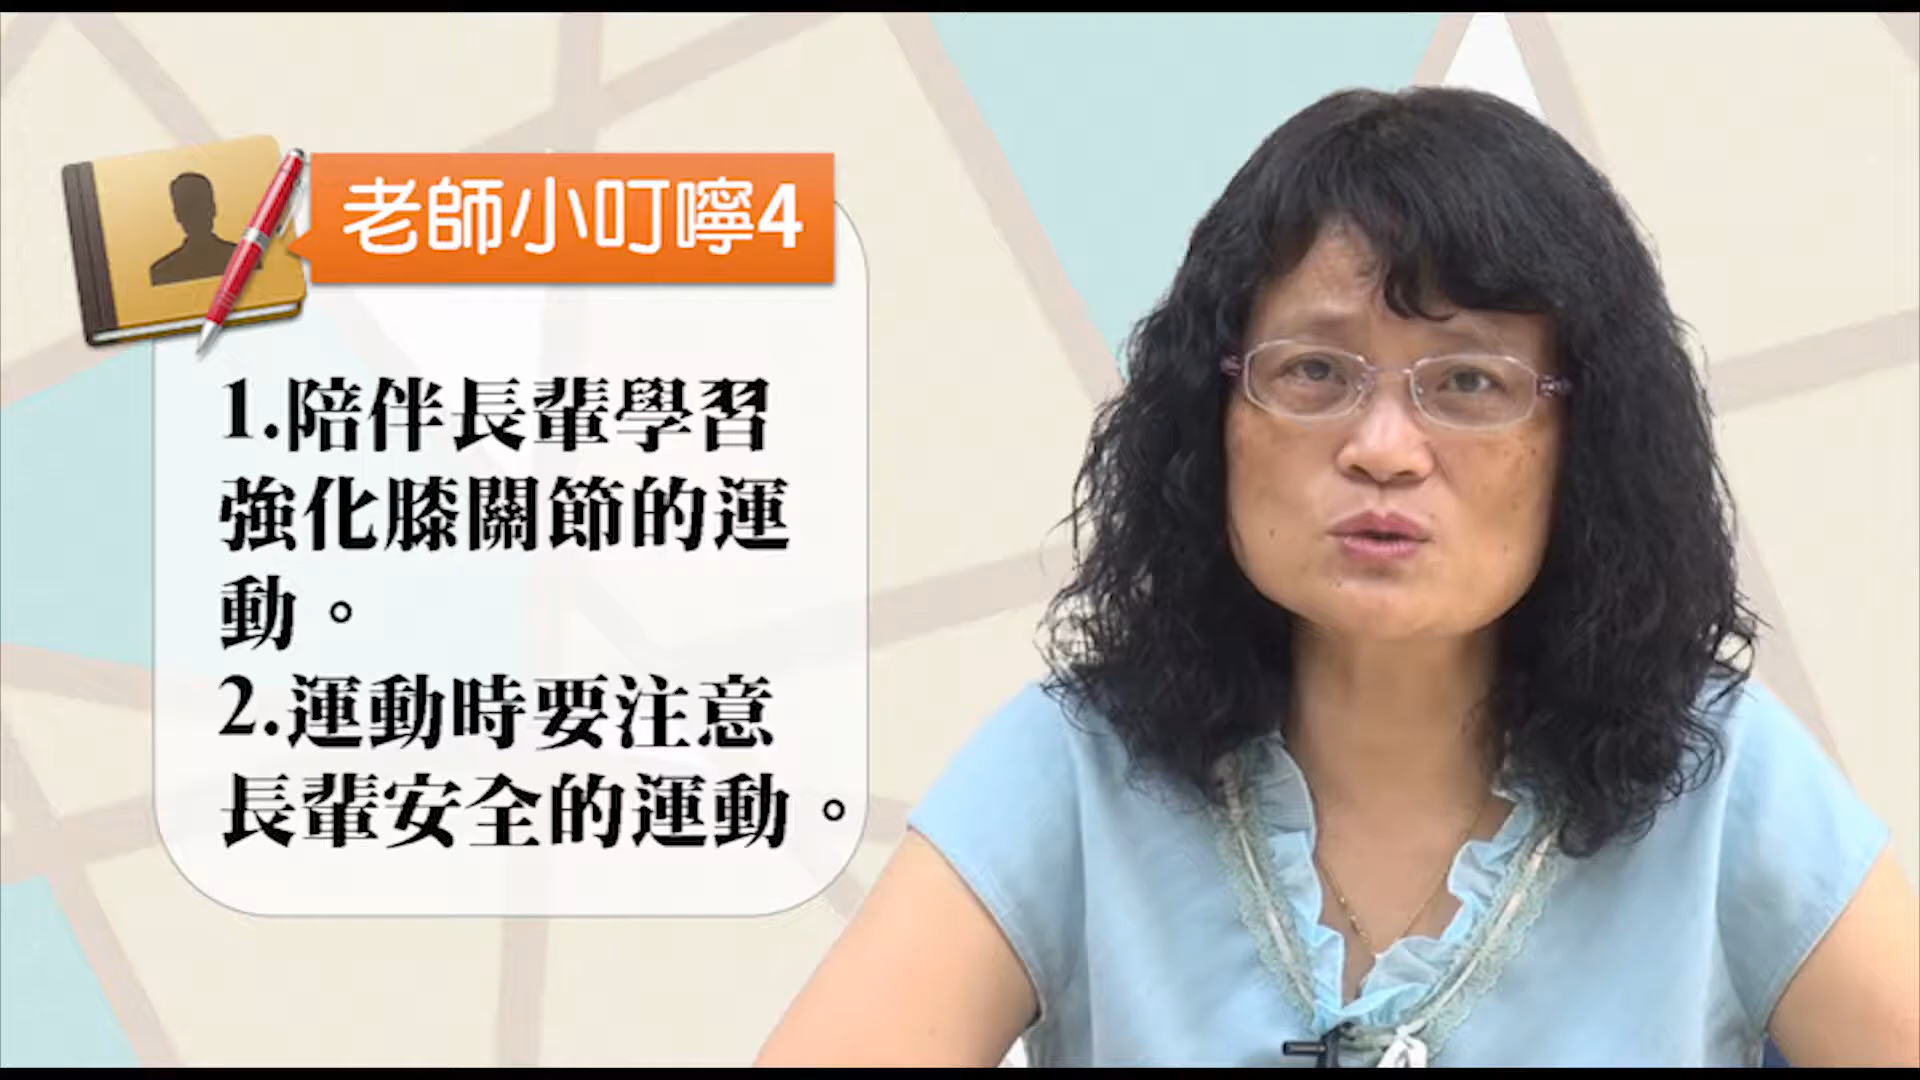 老師小叮嚀4
1.陪伴長輩學習
強化膝關節的運
動。
2.運動時要注意
長輩安全的運動。